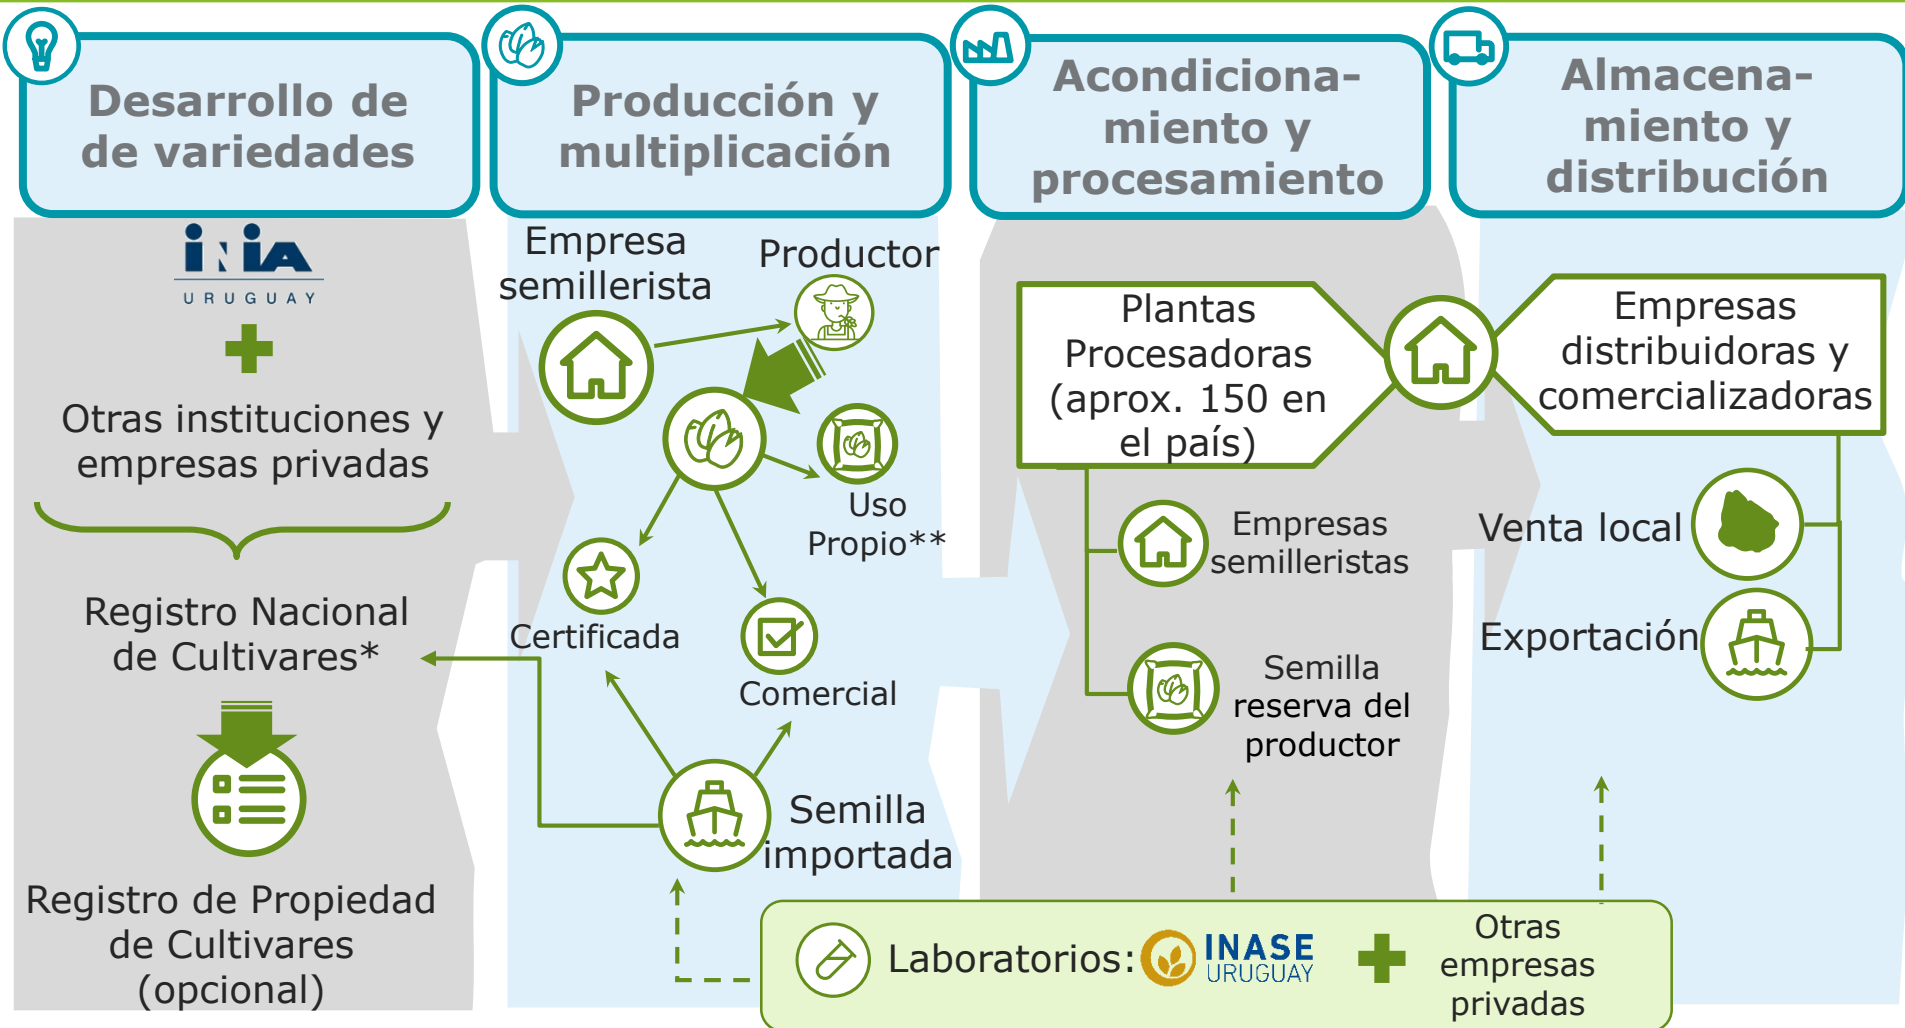 Desarrollo de
de variedades
Producción y
multiplicación
Acondiciona-
miento y
procesamiento
Almacena-
miento y
distribución
INIA
URUGUAY
Otras instituciones y
empresas privadas
Registro Nacional
de Cultivares*
Registro de Propiedad
de Cultivares
(opcional)
Empresa
semillerista
Productor
Uso
Propio**
Certificada
Comercial
Semilla
importada
Plantas
Procesadoras
(aprox. 150 en
el país)
Empresas
semilleristas
Semilla
reserva del
productor
Empresas
distribuidoras y
comercializadoras
Venta local
Exportación
Laboratorios:
INASE
URUGUAY
Otras
empresas
privadas